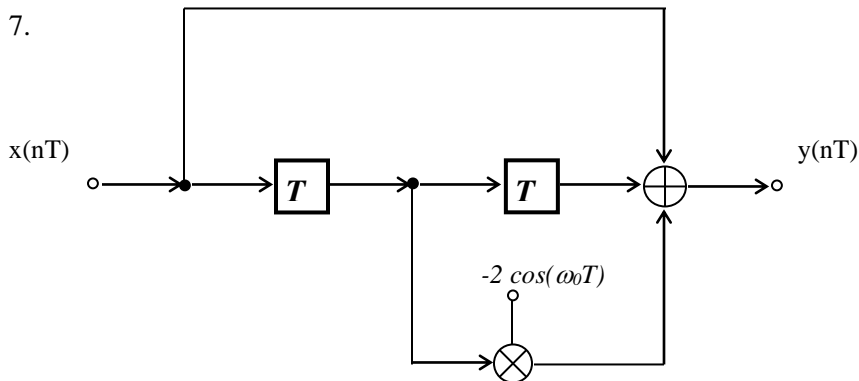 7.
x(nT)
y(nT)
T
T
-2 cos(ω0T)